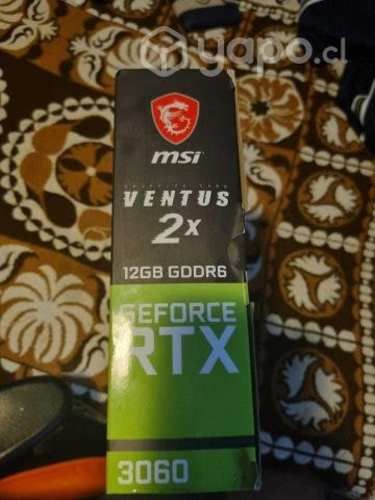 yapo.cl
msi
VENTUS
2X
12GB GDDR6
GEFORCE
RTX
3060